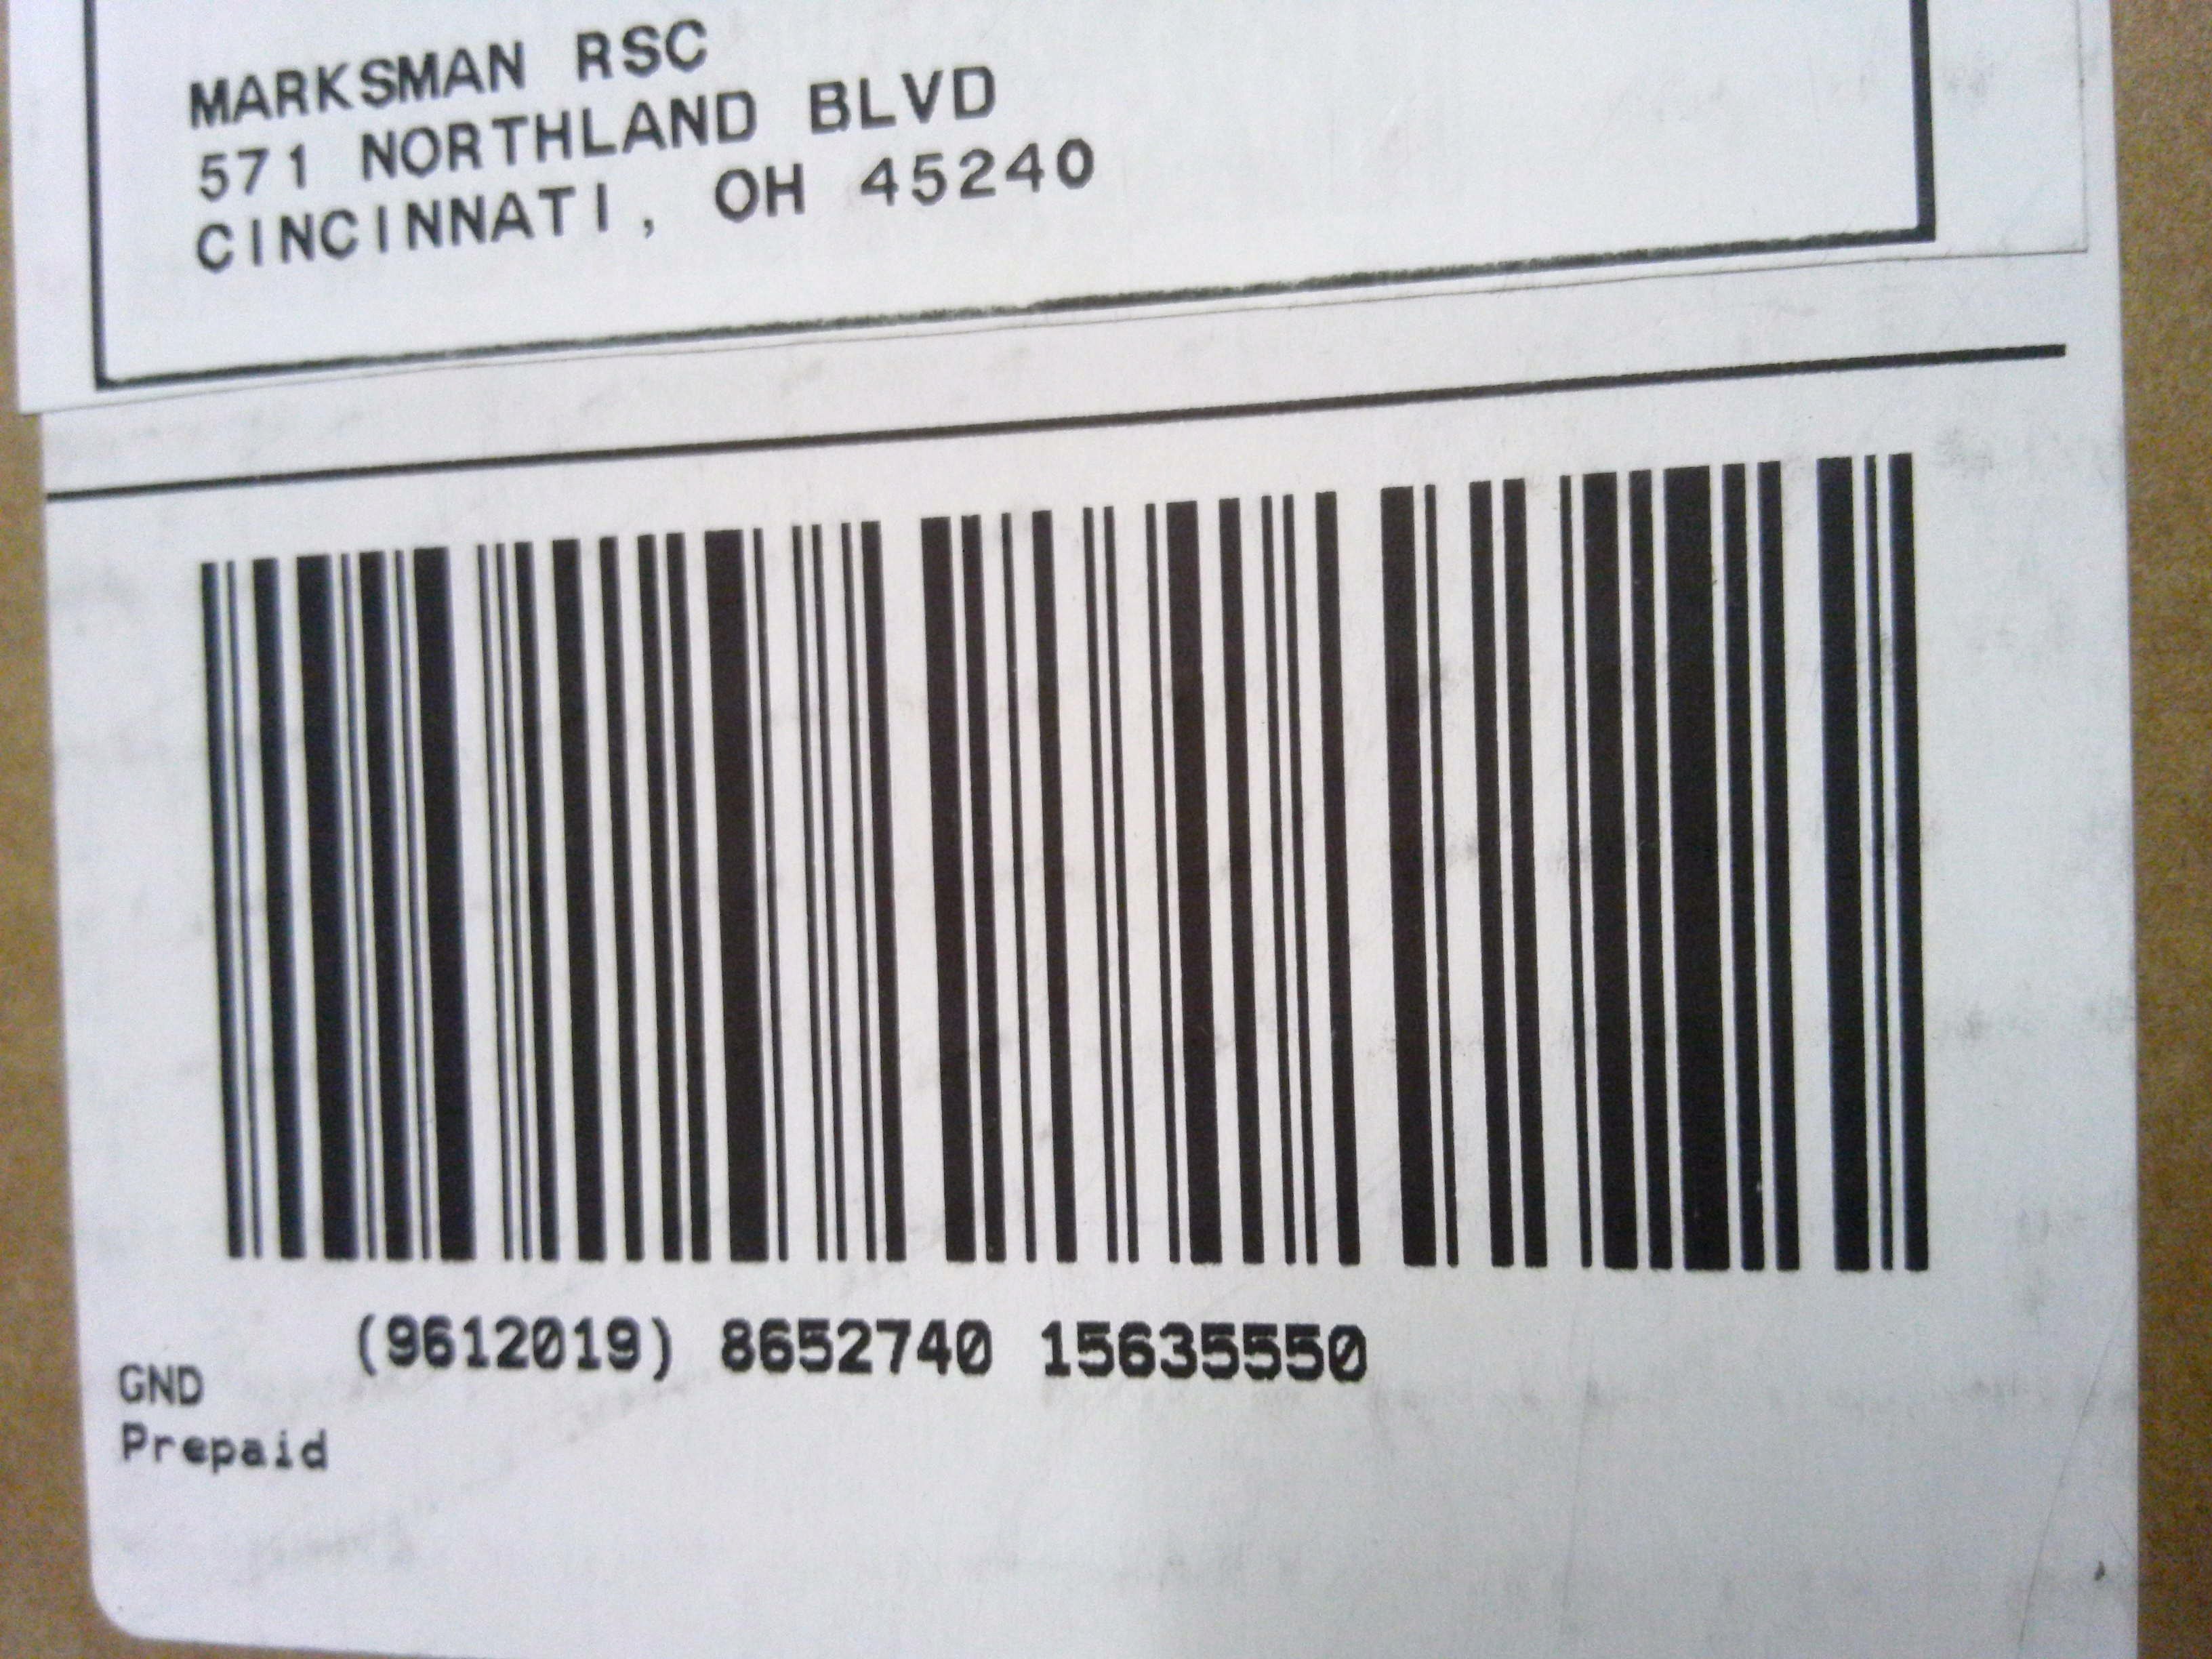 MARKSMAN RSC
571 NORTHLAND BLVD
CINCINNATI, OH 45240
(9612019) 8652740 15635550
GND
Prepaid